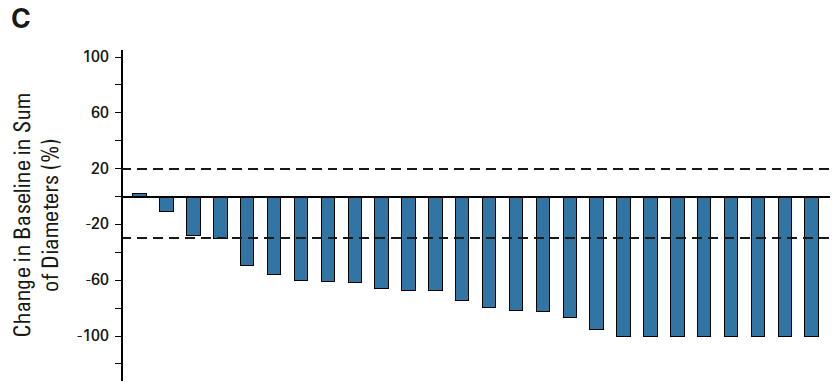 C
Change in Baseline in Sum
of Diameters (%)
100
60
20
-20
-60
-100